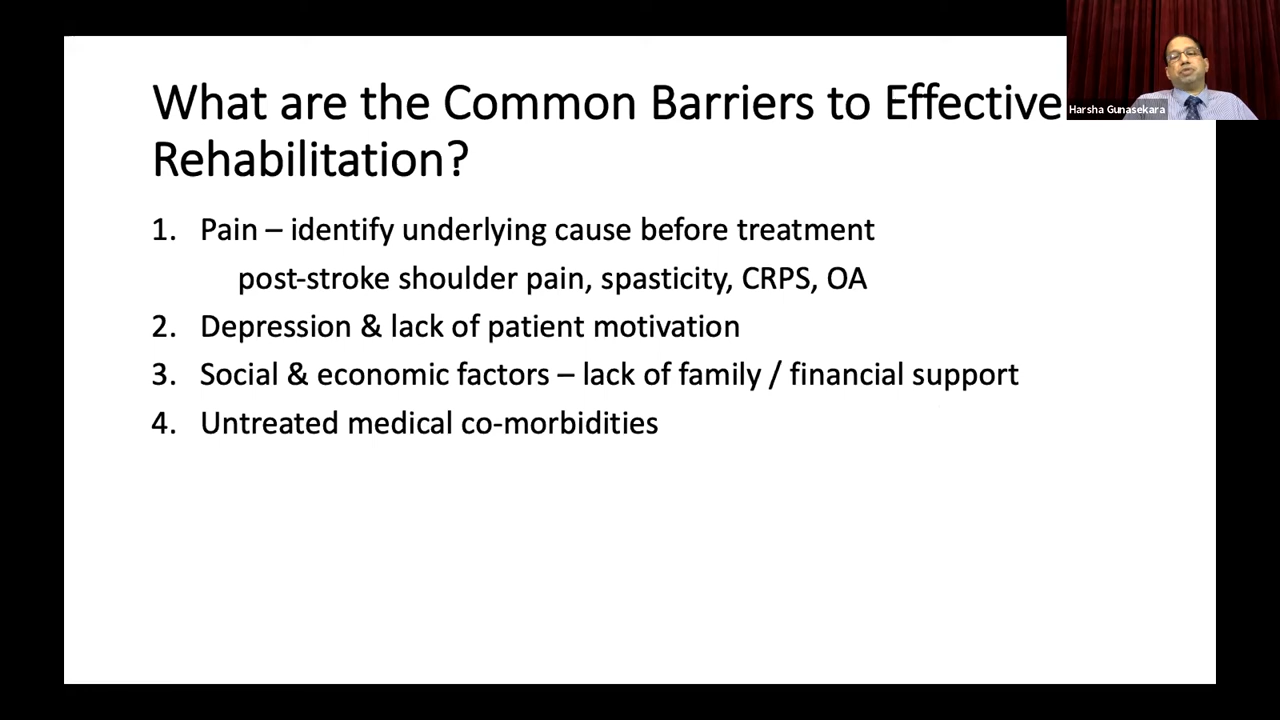 What are the Common Barriers to Effective
Rehabilitation?
Harsha Gunasekara
1. Pain – identify underlying cause before treatment
post-stroke shoulder pain, spasticity, CRPS, OA
2. Depression & lack of patient motivation
3. Social & economic factors – lack of family / financial support
4. Untreated medical co-morbidities